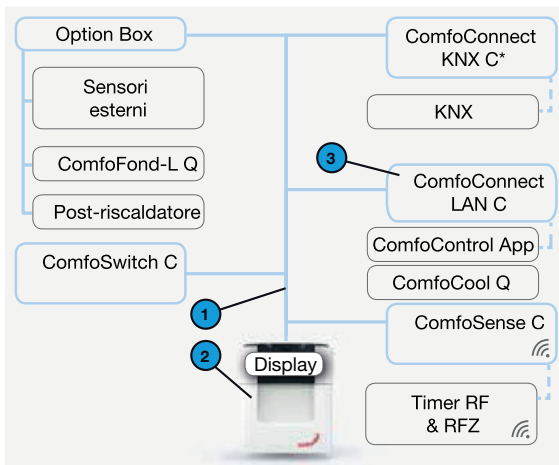 Option Box
Sensori
esterni
ComfoFond-L Q
Post-riscaldatore
ComfoSwitch C
ComfoConnect
KNX C*
KNX
3
ComfoConnect
LAN C
ComfoControl App
ComfoCool Q
1
ComfoSense C
2
Display
Timer RF
& RFZ